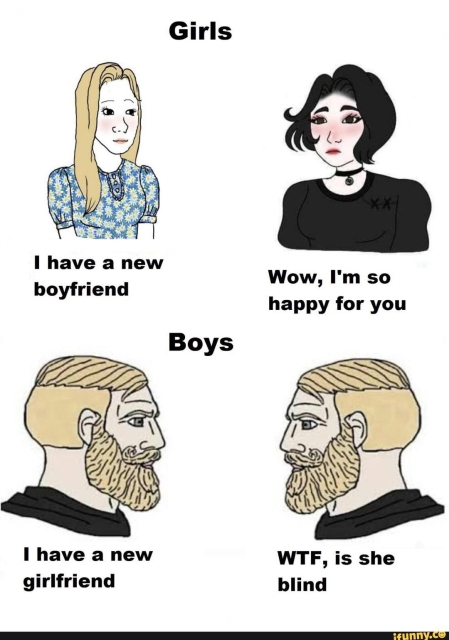 Girls
I have a new
boyfriend
Wow, I'm so
happy for you
Boys
I have a new
girlfriend
WTF, is she
blind
ifunny.co